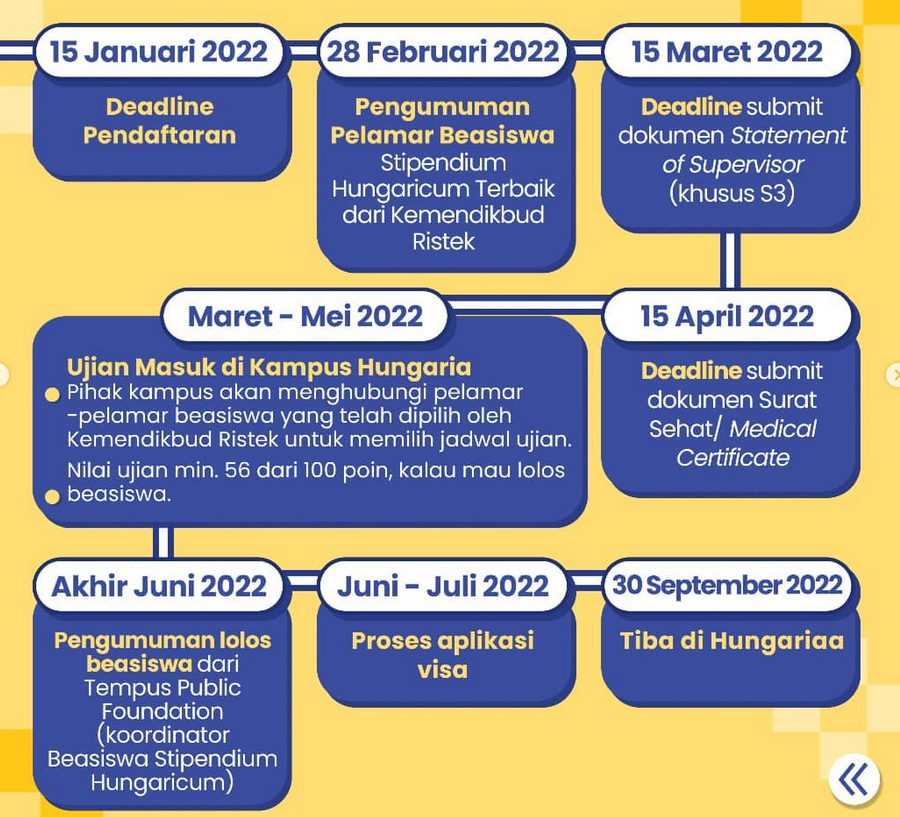 15 Januari 2022
Deadline
Pendaftaran
28 Februari 2022
Pengumuman
Pelamar Beasiswa
Stipendium
Hungaricum Terbaik
dari Kemendikbud
Ristek
15 Maret 2022
Deadline submit
dokumen Statement
of Supervisor
(khusus S3)
15 April 2022
Deadline submit
dokumen Surat
Sehat/ Medical
Certificate
Maret - Mei 2022
Ujian Masuk di Kampus Hungaria
Pihak kampus akan menghubungi pelamar
-pelamar beasiswa yang telah dipilih oleh
Kemendikbud Ristek untuk memilih jadwal ujian.
Nilai ujian min. 56 dari 100 poin, kalau mau lolos
beasiswa.
Akhir Juni 2022
Pengumuman lolos
beasiswa dari
Tempus Public
Foundation
(koordinator
Beasiswa Stipendium
Hungaricum)
Juni - Juli 2022
Proses aplikasi
visa
30 September 2022
Tiba di Hungariaa